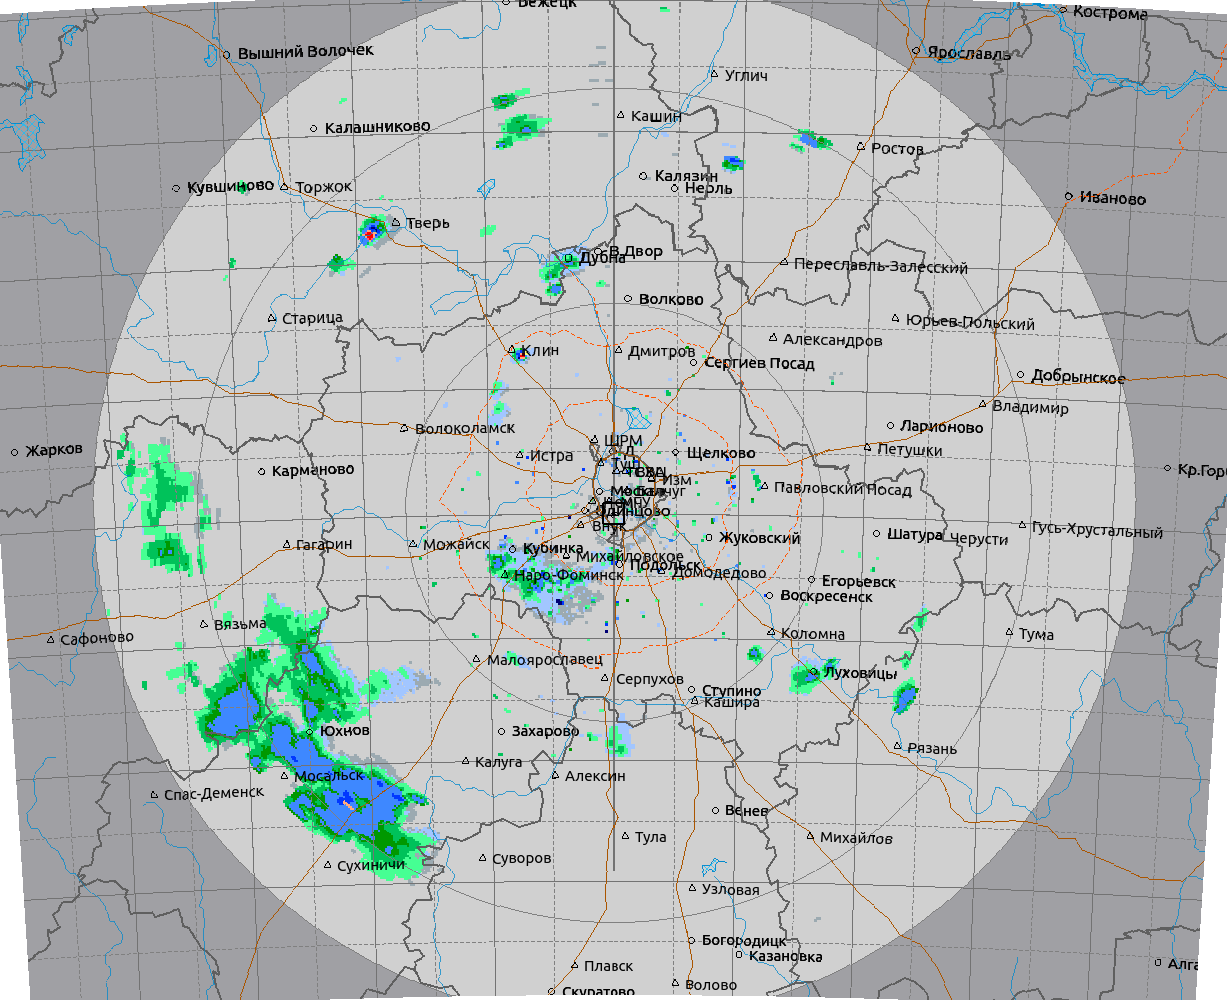 Бежецк
Кострома
Вышний Волочек
Ярославль
Углич
Кашин
Калашниково
Ростов
Калязин
Кувшиново
Торжок
Нерль
Иваново
Тверь
В.Двор
Дубна
Переславль-Залесский
Волково
Старица
Юрьев-Польский
Александров
Клин
Дмитров
Сергиев Посад
Добрынское
Владимир
Волоколамск
Ларионово
ШРМ
Жарков
Истра
Щелково
Петушки
Карманово
Кр.Гор
Изм
Павловский Посад
Балчуг
Одинцово
Внук
Гусь-Хрустальный
Гагарин
Можайск
Кубинка
Жуковский
Шатура
Черусти
Михайловское
Подольск
Наро-Фоминск
Домодедово
Егорьевск
Воскресенск
Вязьма
Сафоново
Коломна
Тума
Малоярославец
Луховицы
Серпухов
Ступино
Кашира
Юхнов
Захарово
Рязань
Калуга
Мосальск
Алексин
Спас-Деменск
Венев
Тула
Михайлов
Сухиничи
Суворов
Узловая
Богородицк
Казановка
Плавск
Алга
Волово
Скуратово